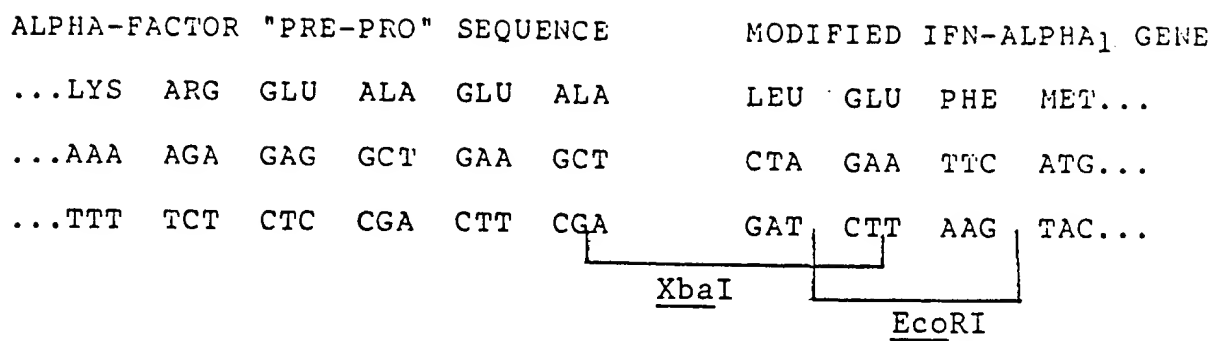 ALPHA-FACTOR "PRE-PRO" SEQUENCE MODIFIED IFN-ALPHA1 GENE
...LYS ARG GLU ALA GLU ALA LEU GLU PHE MET...
...AAA AGA GAG GCT GAA GCT CTA GAA TTC ATG...
...TTT TCT CTC CGA CTT CGA GAT CTT AAG TAC...
XbaI
EcoRI